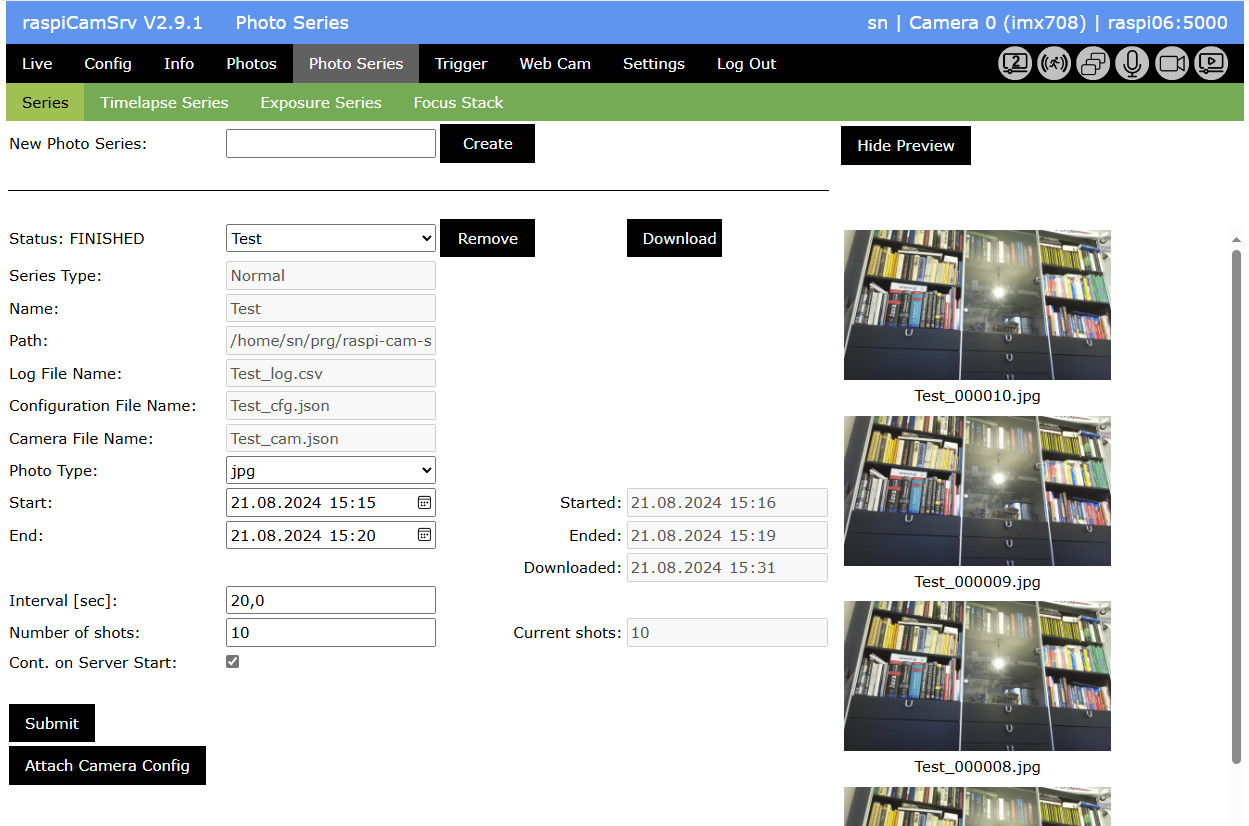 raspiCamSrv V2.9.1 Photo Series sn | Camera 0 (imx708) | raspi06:5000
Live Config Info Photos Photo Series Trigger Web Cam Settings Log Out 2
Series Timelapse Series Exposure Series Focus Stack
New Photo Series: Create Hide Preview
Status: FINISHED Test Remove Download
Series Type: Normal
Name: Test
Path: /home/sn/prg/raspi-cam-s
Log File Name: Test_log.csv
Configuration File Name: Test_cfg.json
Camera File Name: Test_cam.json
Photo Type: jpg
Start: 21.08.2024 15:15 Started: 21.08.2024 15:16
End: 21.08.2024 15:20 Ended: 21.08.2024 15:19
Downloaded: 21.08.2024 15:31
Interval [sec]: 20,0
Number of shots: 10 Current shots: 10
Cont. on Server Start:
Submit
Attach Camera Config
Test_000010.jpg
Test_000009.jpg
Test_000008.jpg